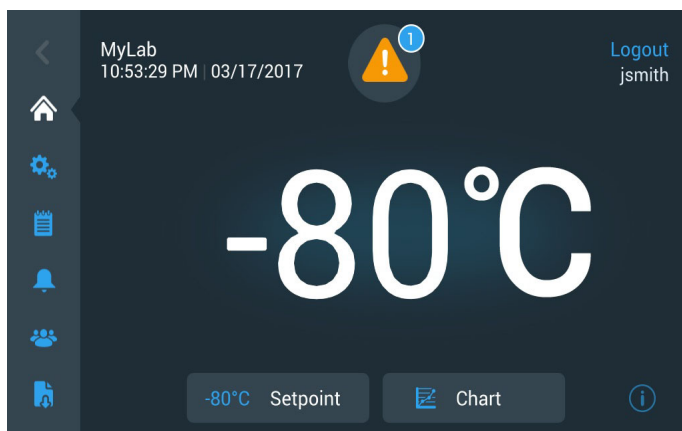 MyLab
10:53:29 PM | 03/17/2017
1
Logout
jsmith
-80°C
-80°C Setpoint
Chart